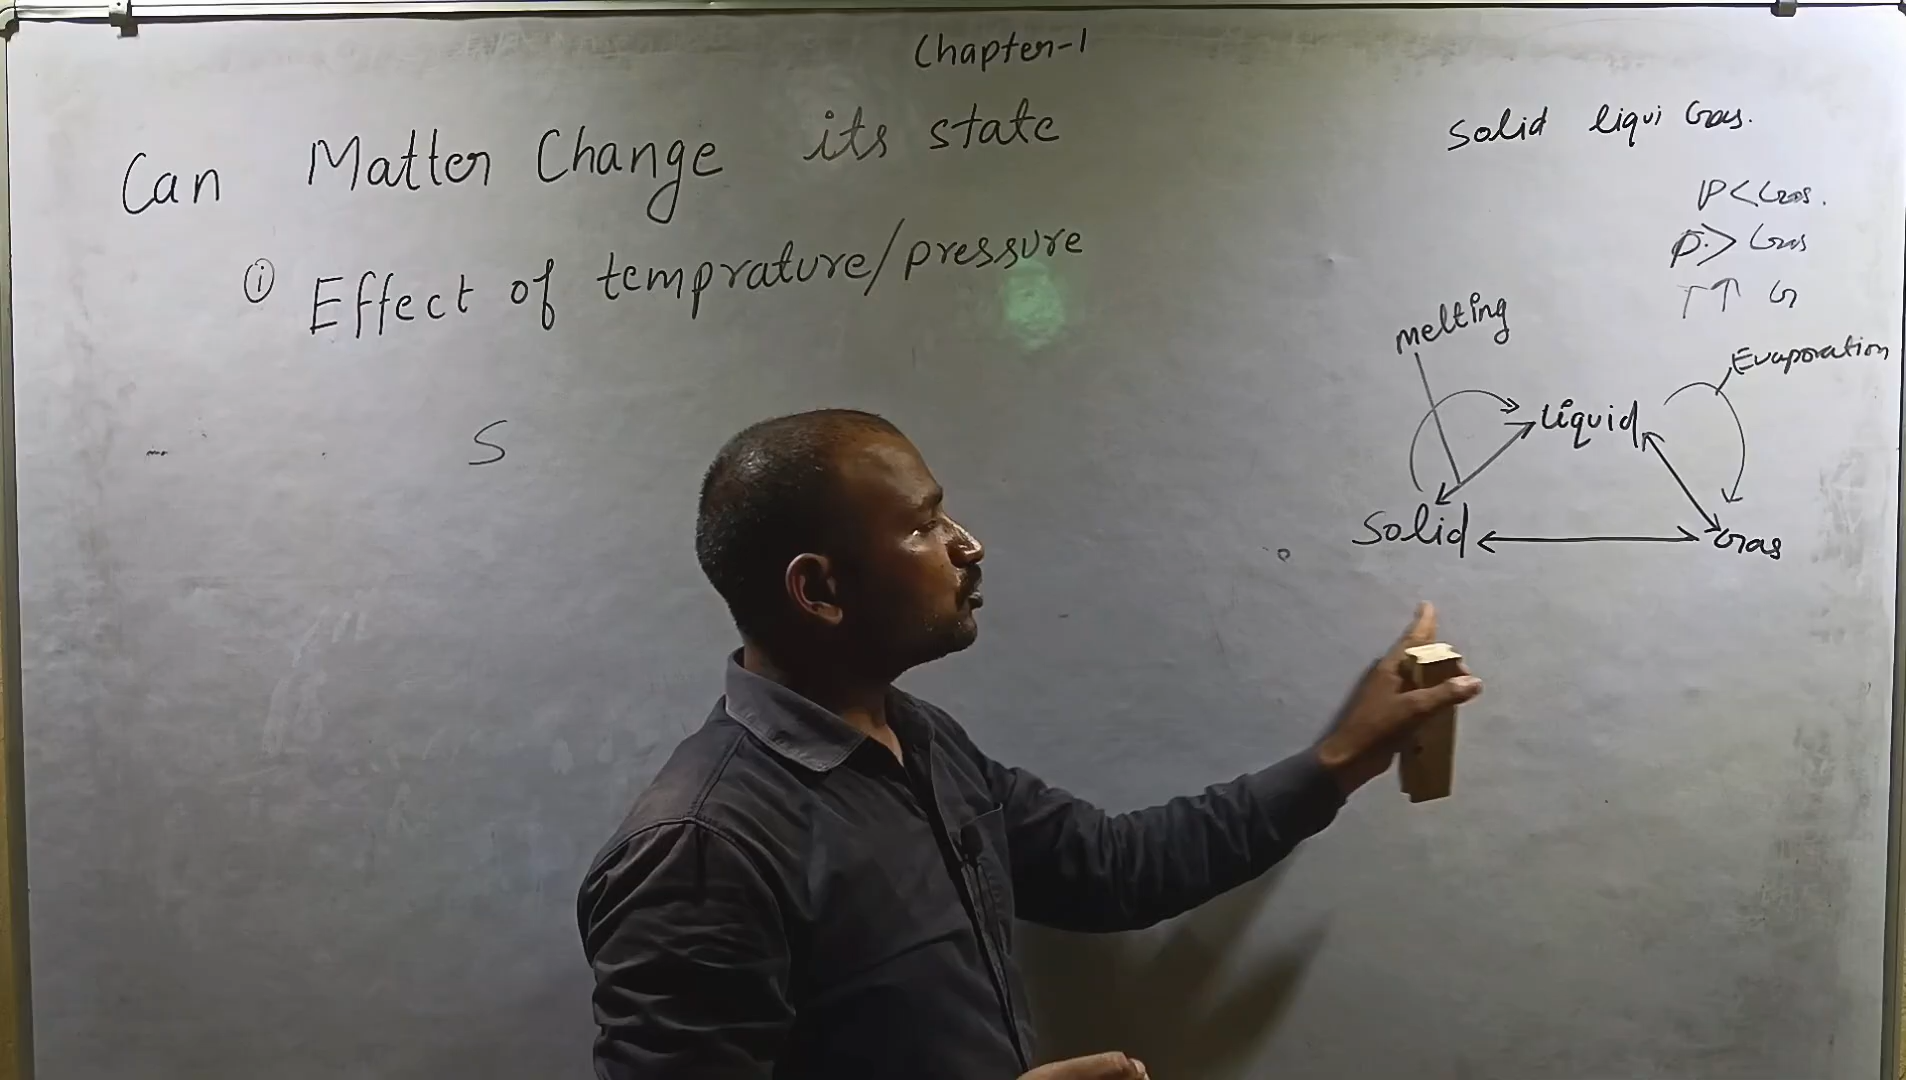 Chapter-1
Can Matter Change its state
① Effect of temprature/pressure
S
Solid liqui Gas.
P < Gas.
P > Gas
T ↑ G
melting
Evaporation
Liquid
Solid
Gas